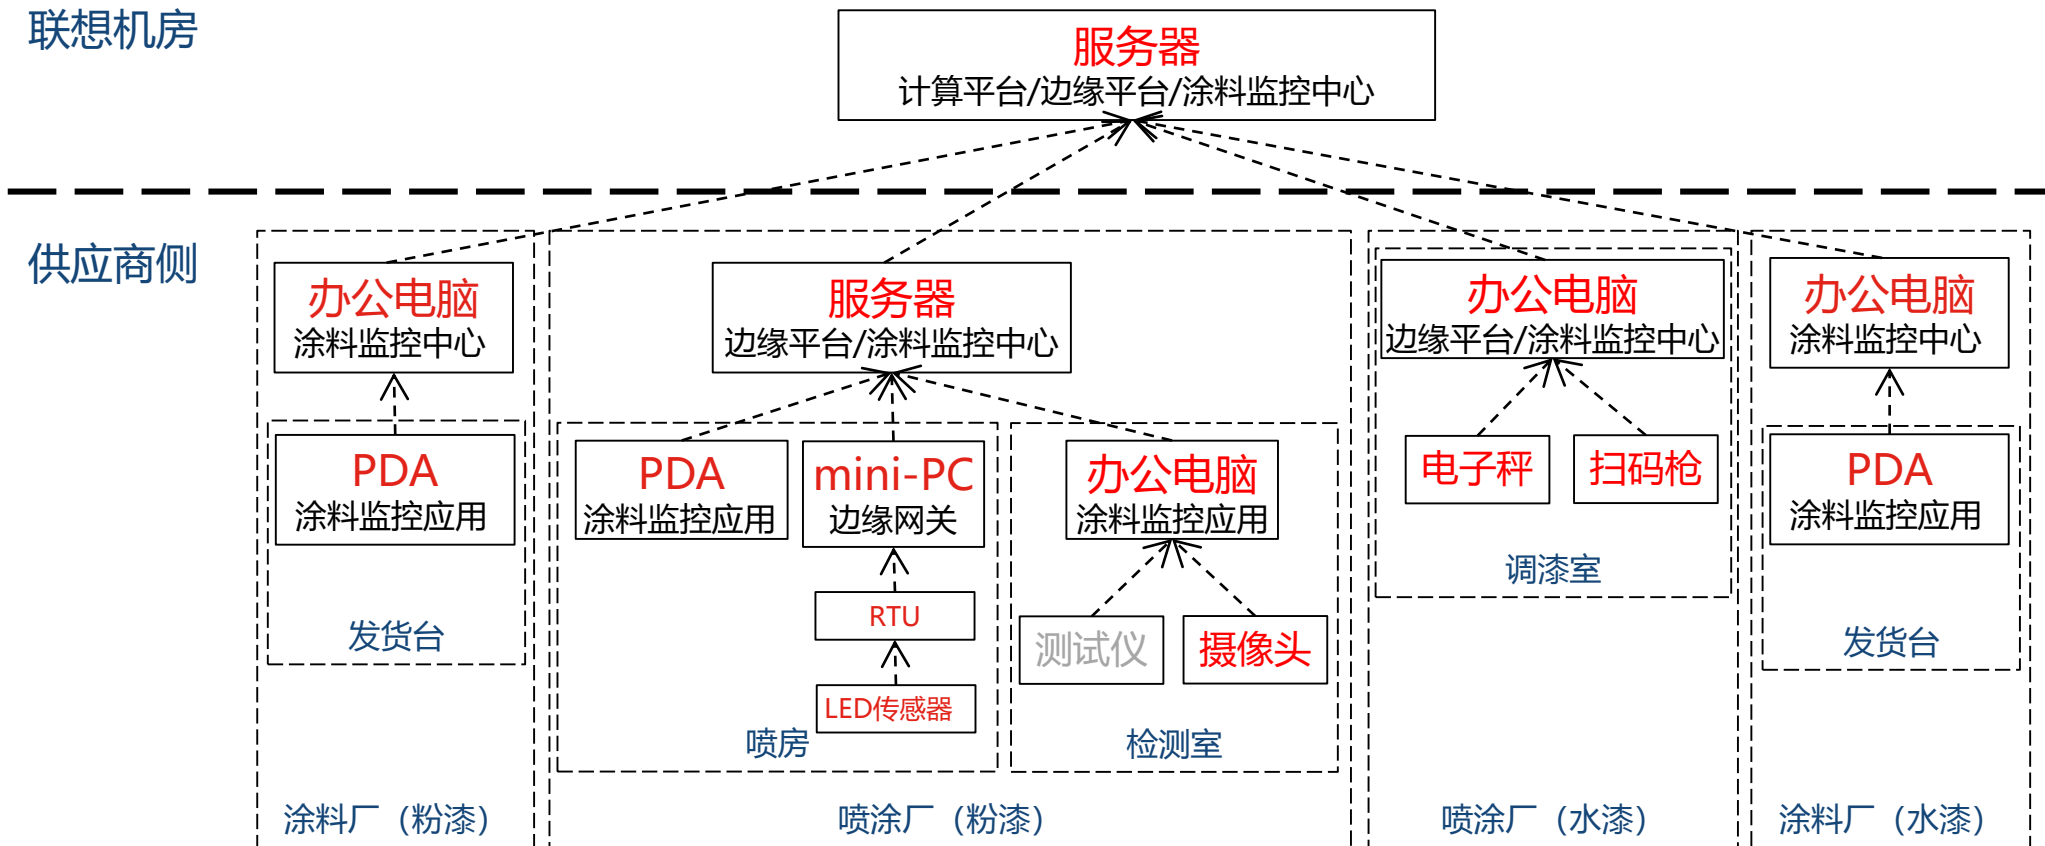 联想机房
服务器
计算平台/边缘平台/涂料监控中心
供应商侧
办公电脑
涂料监控中心
PDA
涂料监控应用
发货台
涂料厂（粉漆）
服务器
边缘平台/涂料监控中心
PDA
涂料监控应用
mini-PC
边缘网关
RTU
LED传感器
喷房
办公电脑
涂料监控应用
测试仪
摄像头
检测室
喷涂厂（粉漆）
办公电脑
边缘平台/涂料监控中心
电子秤
扫码枪
调漆室
喷涂厂（水漆）
办公电脑
涂料监控中心
PDA
涂料监控应用
发货台
涂料厂（水漆）